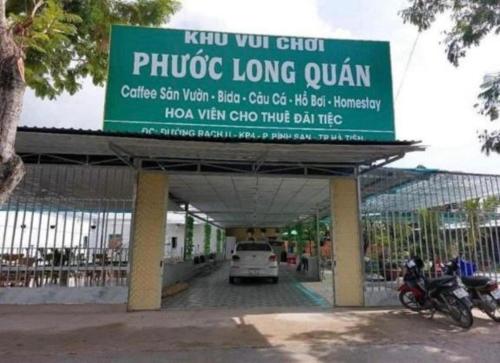 KHU VUI CHƠI
PHƯỚC LONG QUÁN
Caffee Sân Vườn - Bida - Câu Cá - Hồ Bơi - Homestay
HOA VIÊN CHO THUÊ ĐÃI TIỆC
ĐC: ĐƯỜNG RẠCH Ụ - KP4 - P. BÌNH SAN - TP. HÀ TIÊN